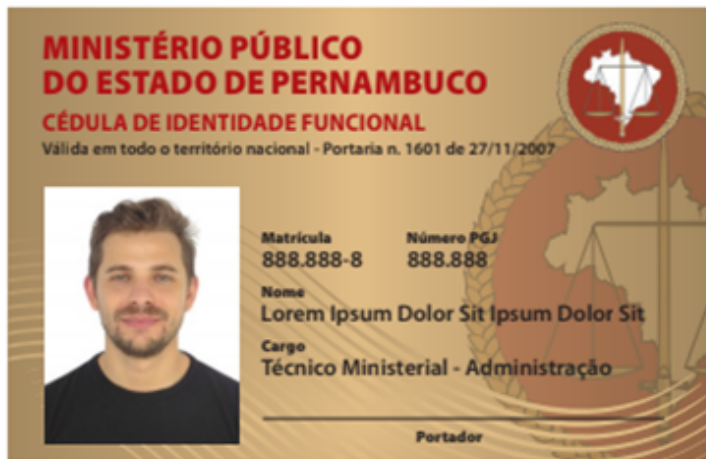 MINISTÉRIO PÚBLICO
DO ESTADO DE PERNAMBUCO
CÉDULA DE IDENTIDADE FUNCIONAL
Válida em todo o território nacional - Portaria n. 1601 de 27/11/2007
Matrícula Número PGJ
888.888-8 888.888
Nome
Lorem Ipsum Dolor Sit Ipsum Dolor Sit
Cargo
Técnico Ministerial - Administração
Portador